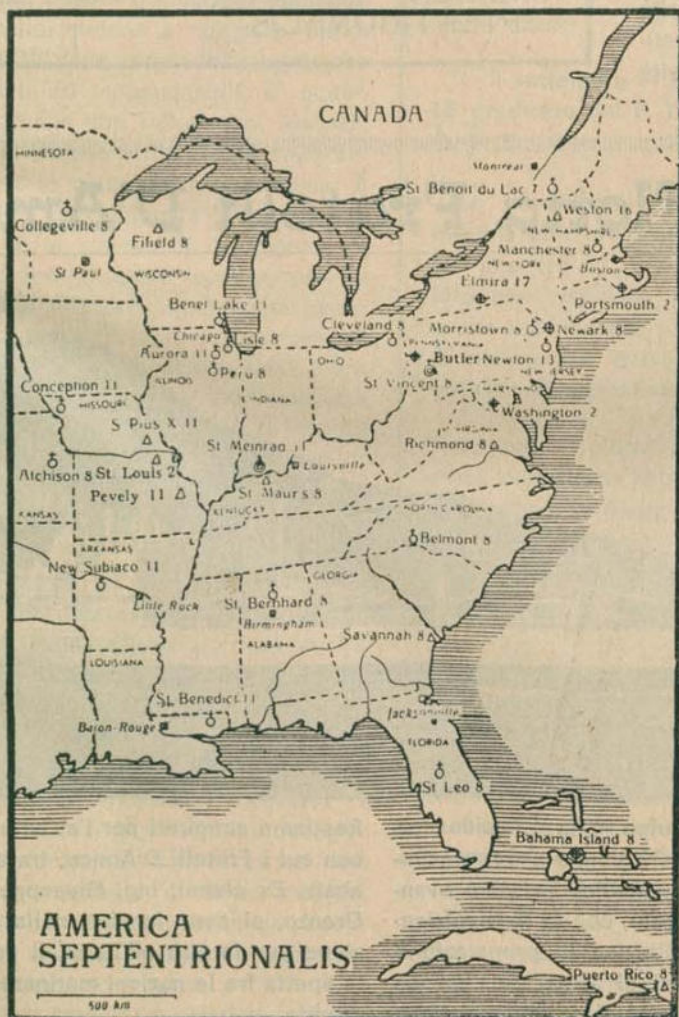 CANADA
MINNESOTA
Montreal
St Benoit du Lac 7
Weston 16
Collegeville 8
Fifield 8
NEW HAMPSHIRE
Manchester 8
St Paul
WISCONSIN
NEW YORK
Boston
Elmira 17
Benet Lake 11
Portsmouth 2
Cleveland 8
Morristown 8
Newark 8
Chicago
Lisle 8
PENNSYLVANIA
Aurora 11
OHIO
Butler
Newton 13
Peru 8
St Vincent 8
NEW JERSEY
Conception 11
ILLINOIS
MARYLAND
MISSOURI
INDIANA
Washington 2
S Pius X 11
VIRGINIA
St Meinrad 11
Richmond 8
Atchison 8
St. Louis 2
Louisville
Pevely 11
St Maur's 8
KANSAS
KENTUCKY
NORTH CAROLINA
ARKANSAS
Belmont 8
New Subiaco 11
GEORGIA
Little Rock
St Bernhard 8
Birmingham
ALABAMA
Savannah 8
LOUISIANA
St. Benedict 11
Baton-Rouge
Jacksonville
FLORIDA
St Leo 8
Bahama Island 8
AMERICA
SEPTENTRIONALIS
Puerto Rico 8
500 km